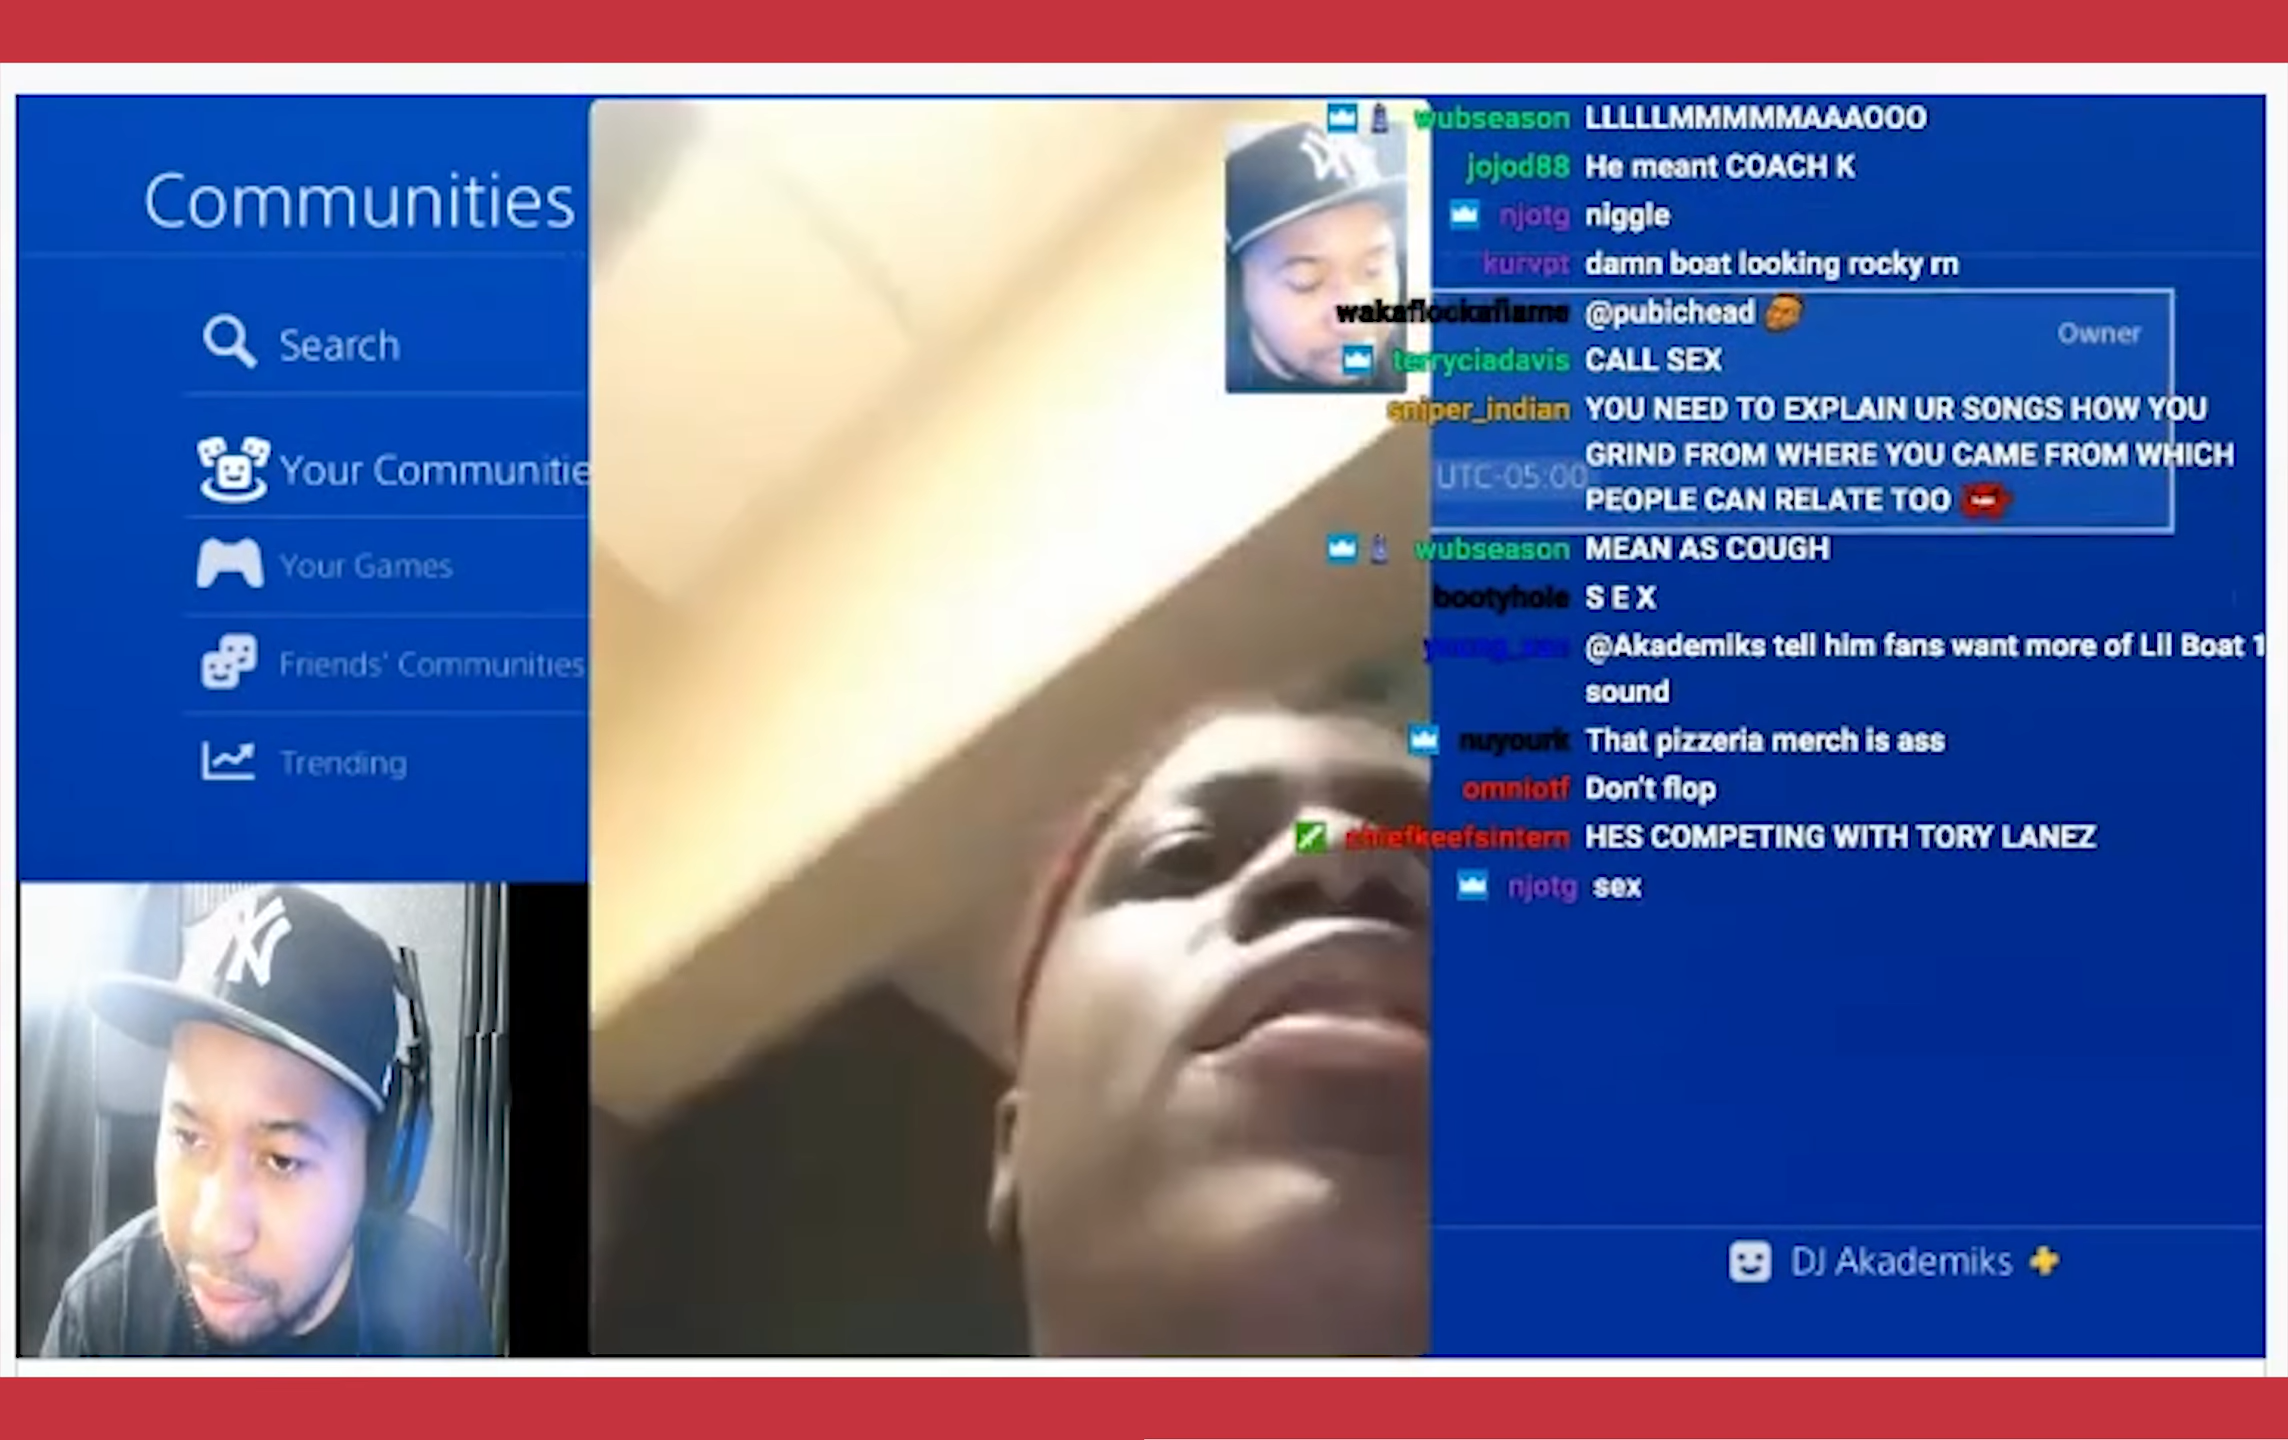 Communities
Search
Your Communitie
Your Games
Friends' Communities
Trending
NY
wubseason LLLLLMMMMMAAAOOO
jojod88 He meant COACH K
njotg niggle
kurvpt damn boat looking rocky rn
wakaflockaflame @pubichead
Owner
terryciadavis CALL SEX
sniper_indian YOU NEED TO EXPLAIN UR SONGS HOW YOU
GRIND FROM WHERE YOU CAME FROM WHICH
UTC-05:00
PEOPLE CAN RELATE TOO
wubseason MEAN AS COUGH
bootyhole S E X
@Akademiks tell him fans want more of Lil Boat 1
sound
nuyourk That pizzeria merch is ass
omniotf Don't flop
chiefkeefsintern HES COMPETING WITH TORY LANEZ
njotg sex
NY
DJ Akademiks